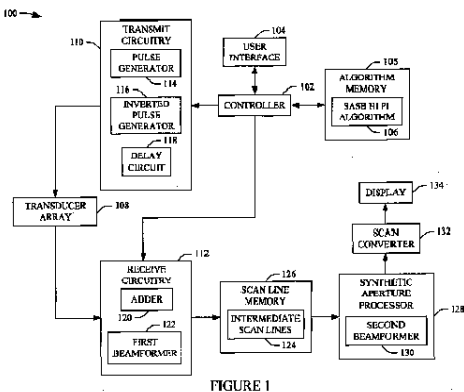 100
TRANSMIT
CIRCUITRY
110
PULSE
GENERATOR
114
116
INVERTED
PULSE
GENERATOR
118
DELAY
CIRCUIT
104
USER
INTERFACE
102
CONTROLLER
105
ALGORITHM
MEMORY
SASB HI PI
ALGORITHM
106
TRANSDUCER
ARRAY
108
DISPLAY
134
SCAN
CONVERTER
132
RECEIVE
CIRCUITRY
112
ADDER
120
122
FIRST
BEAMFORMER
126
SCAN LINE
MEMORY
INTERMEDIATE
SCAN LINES
124
SYNTHETIC
APERTURE
PROCESSOR
128
SECOND
BEAMFORMER
130
FIGURE 1